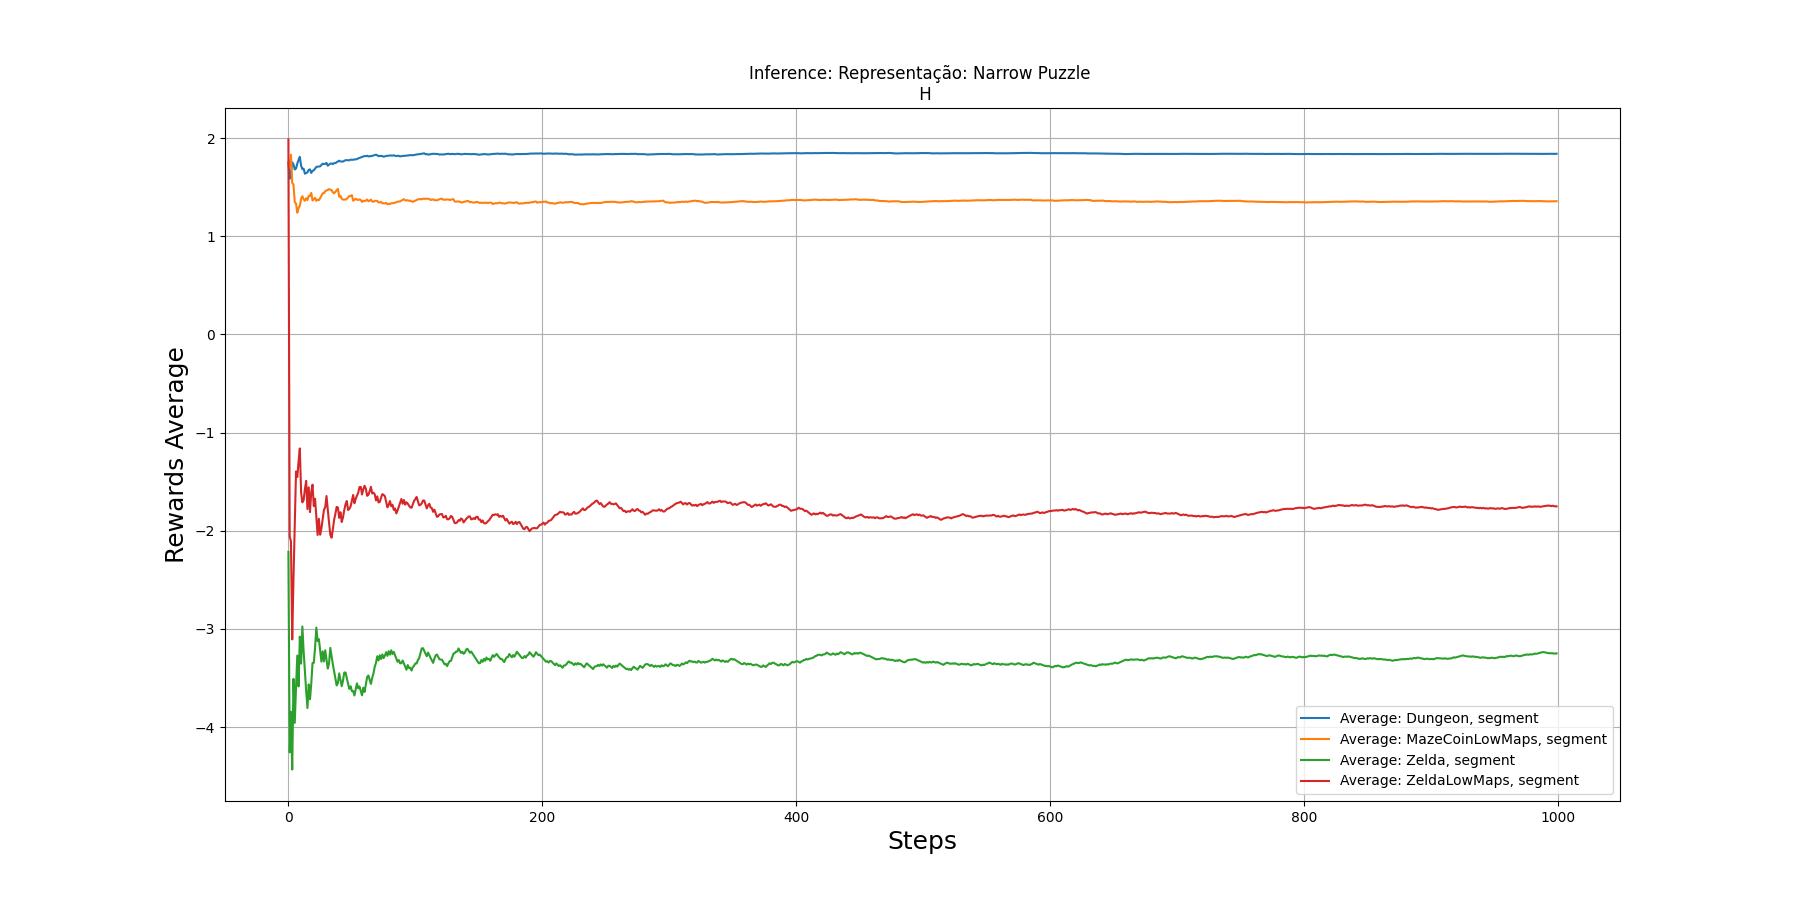 Inference: Representação: Narrow Puzzle
H
Rewards Average
2
1
0
−1
−2
−3
−4
0 200 400 600 800 1000
Steps
Average: Dungeon, segment
Average: MazeCoinLowMaps, segment
Average: Zelda, segment
Average: ZeldaLowMaps, segment